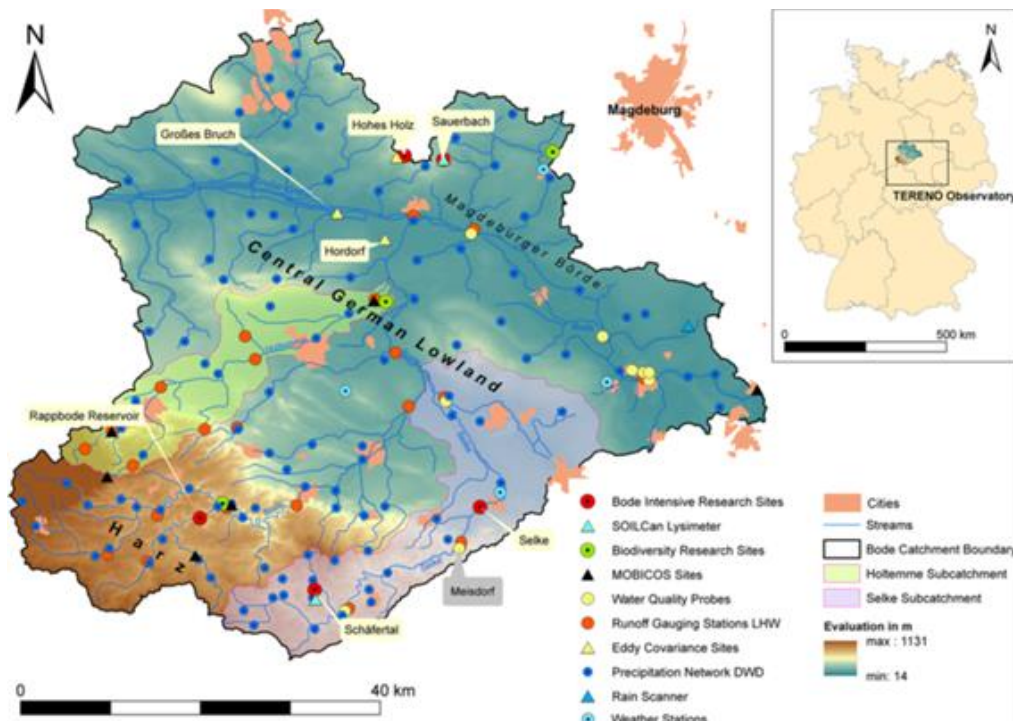 N
Magdeburg
N
TERENO Observatory
0
500 km
Großes Bruch
Hohes Holz
Sauerbach
Hordorf
Magdeburger Börde
Central German Lowland
Rappbode Reservoir
Harz
Selke
Meisdorf
Schäfertal
0
40 km
Bode Intensive Research Sites
SOILCan Lysimeter
Biodiversity Research Sites
MOBICOS Sites
Water Quality Probes
Runoff Gauging Stations LHW
Eddy Covariance Sites
Precipitation Network DWD
Rain Scanner
Weather Stations
Cities
Streams
Bode Catchment Boundary
Holtemme Subcatchment
Selke Subcatchment
Evaluation in m
max : 1131
min: 14